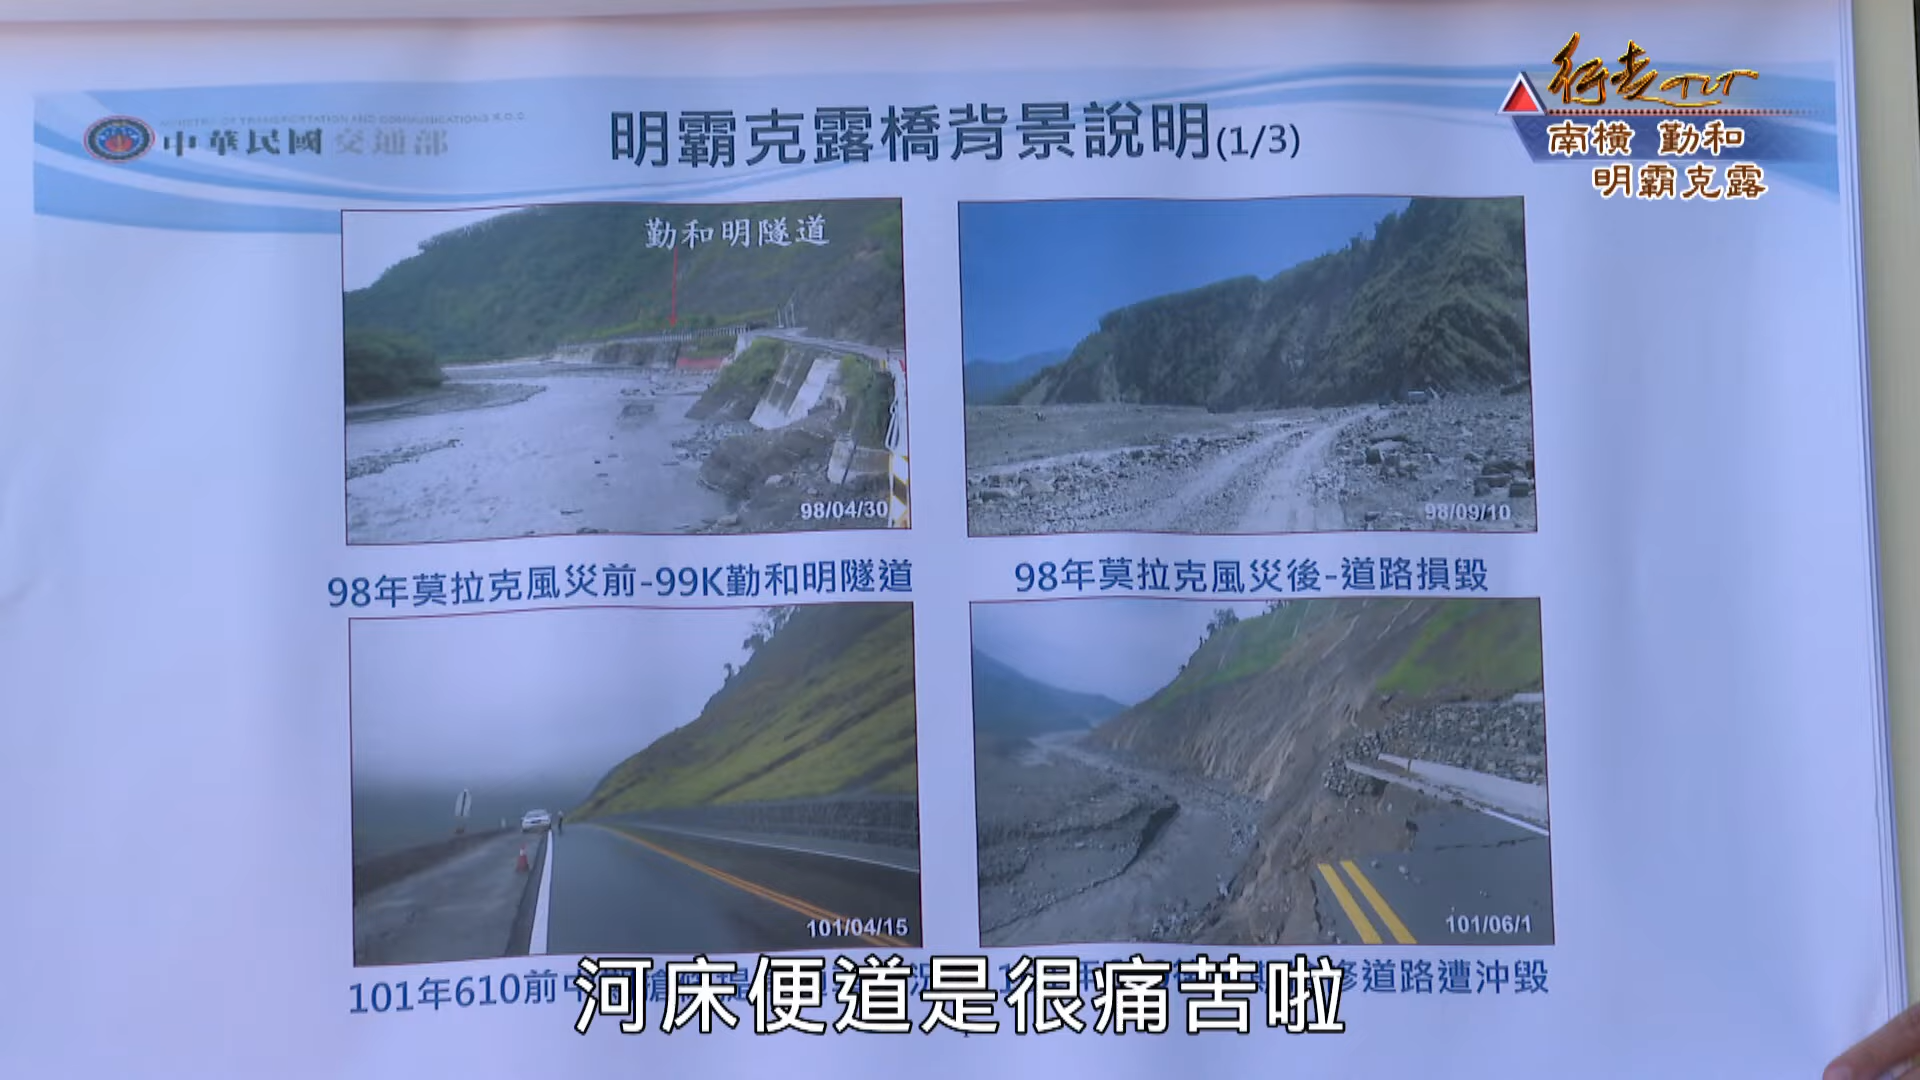 行走TIT
南橫 勤和
明霸克露
MINISTRY OF TRANSPORTATION AND COMMUNICATIONS R.O.C.
中華民國 交通部
明霸克露橋背景說明(1/3)
勤和明隧道
98/04/30
98/09/10
98年莫拉克風災前-99K勤和明隧道
98年莫拉克風災後-道路損毀
101/04/15
101/06/1
101年610前
修道路遭沖毀
河床便道是很痛苦啦